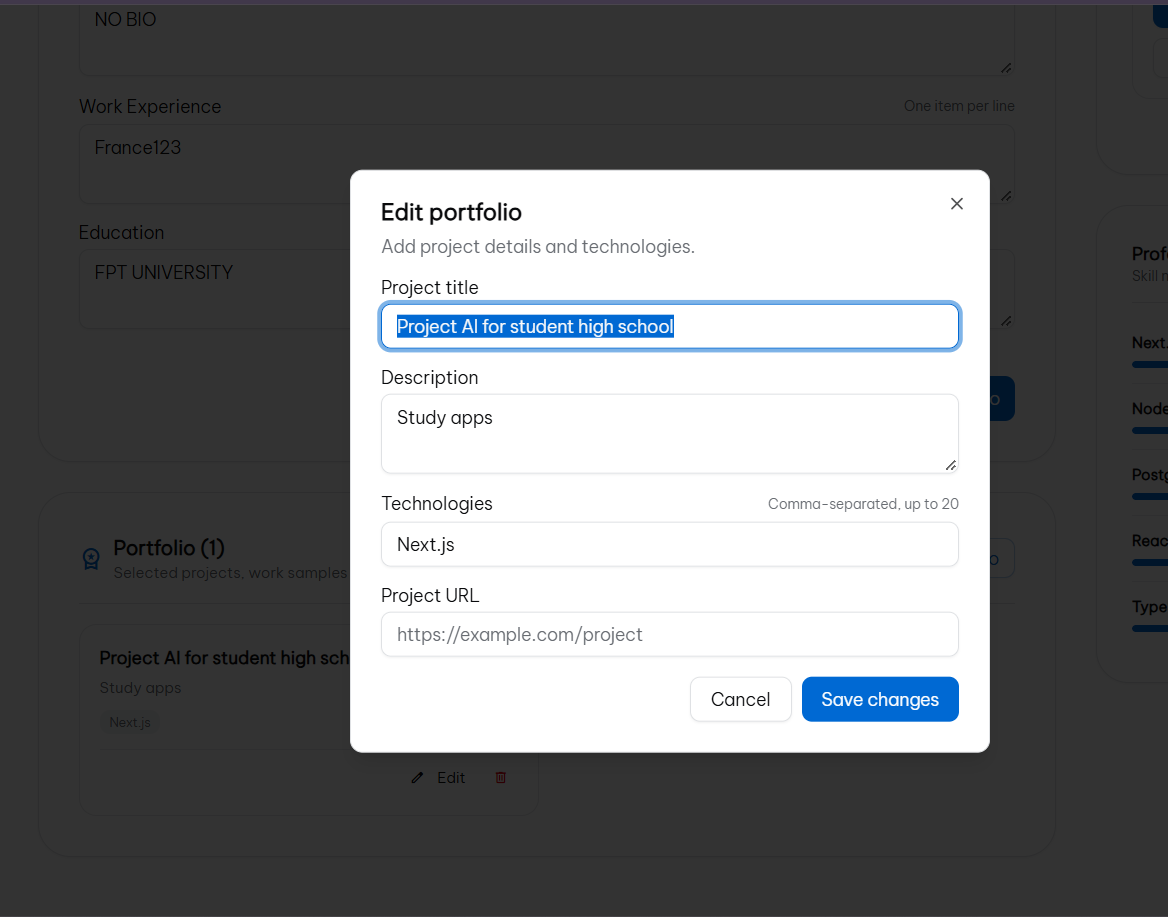 NO BIO
Work Experience
One item per line
France123
Education
FPT UNIVERSITY
Edit portfolio
Add project details and technologies.
Project title
Project AI for student high school
Description
Study apps
Technologies
Comma-separated, up to 20
Next.js
Project URL
https://example.com/project
Cancel
Save changes
Portfolio (1)
Selected projects, work samples
Project AI for student high sch
Study apps
Next.js
Edit
Prof
Skill
Next.
Node
Postg
Reac
Type